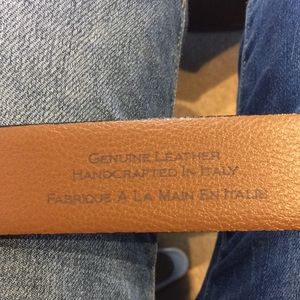 Genuine Leather
Handcrafted In Italy
Fabrique A La Main En Italie